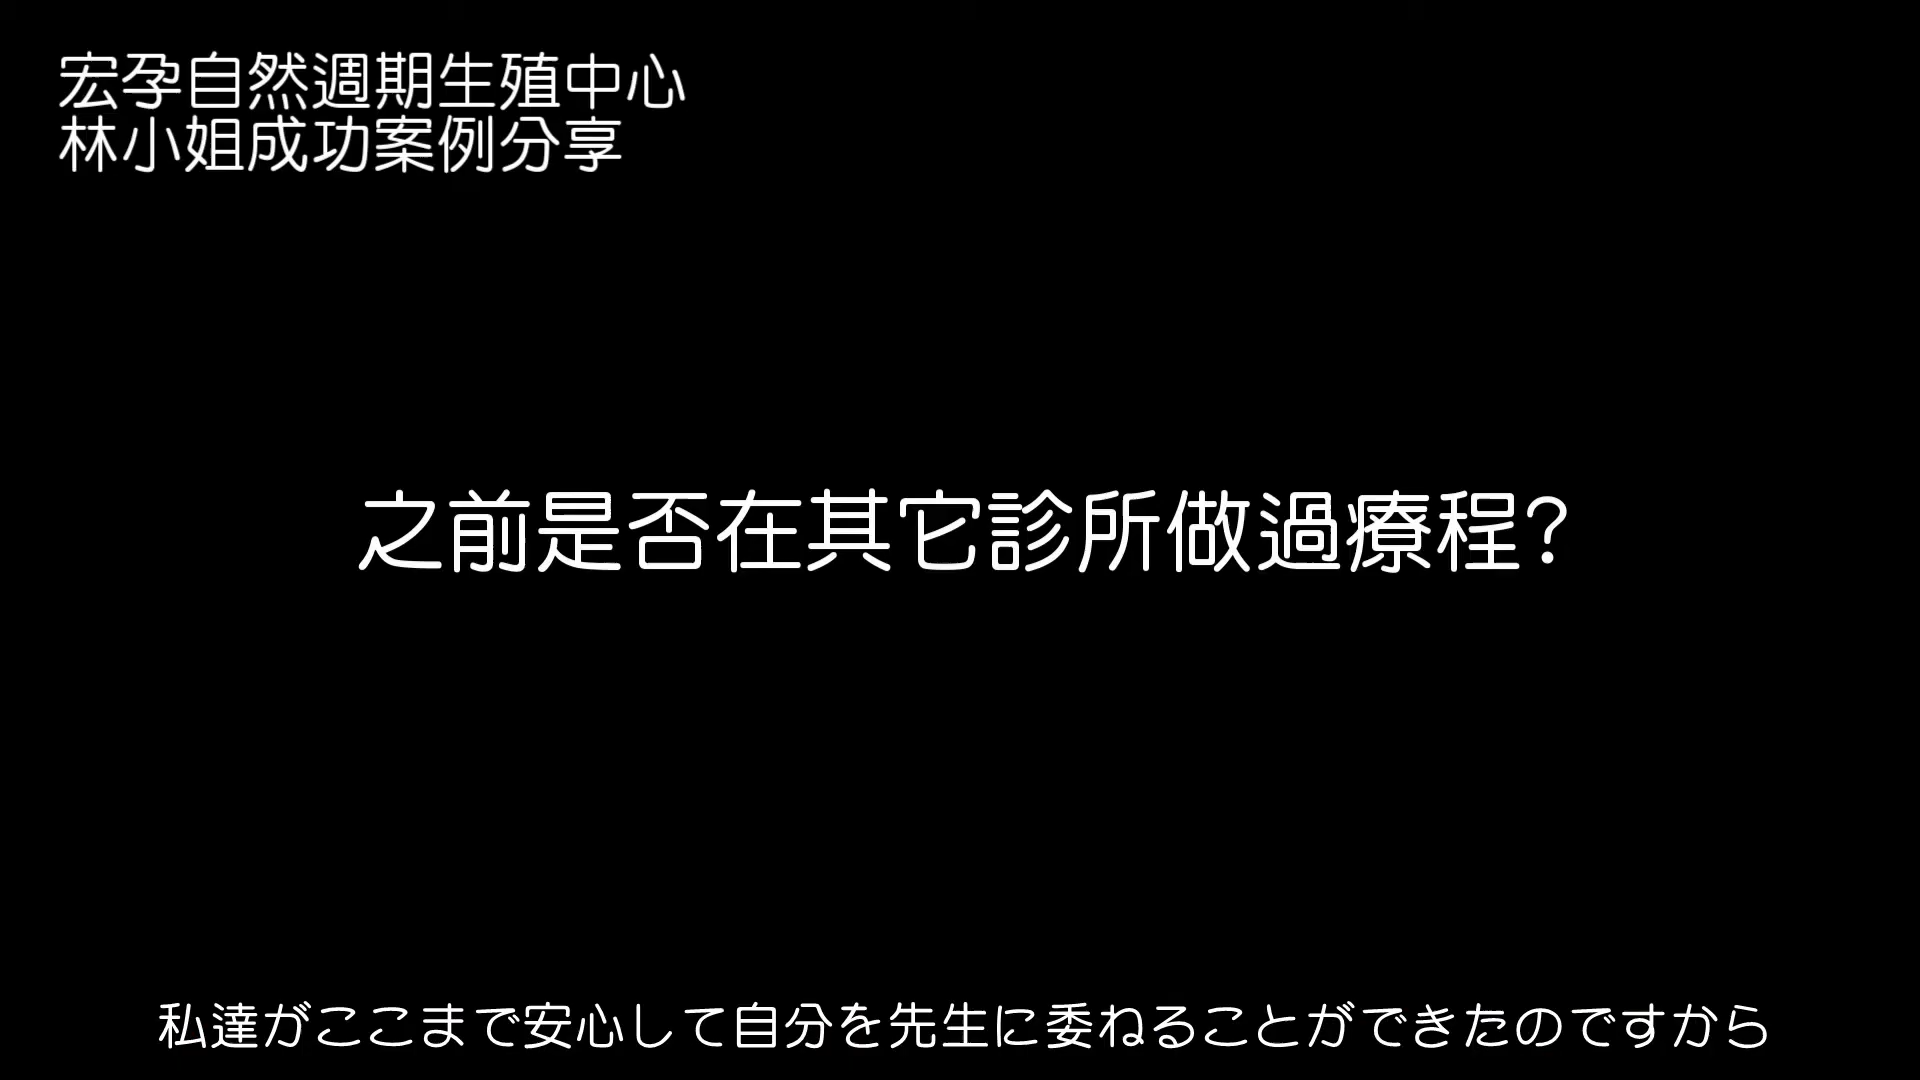 宏孕自然週期生殖中心
林小姐成功案例分享
之前是否在其它診所做過療程?
私達がここまで安心して自分を先生に委ねることができたのですから